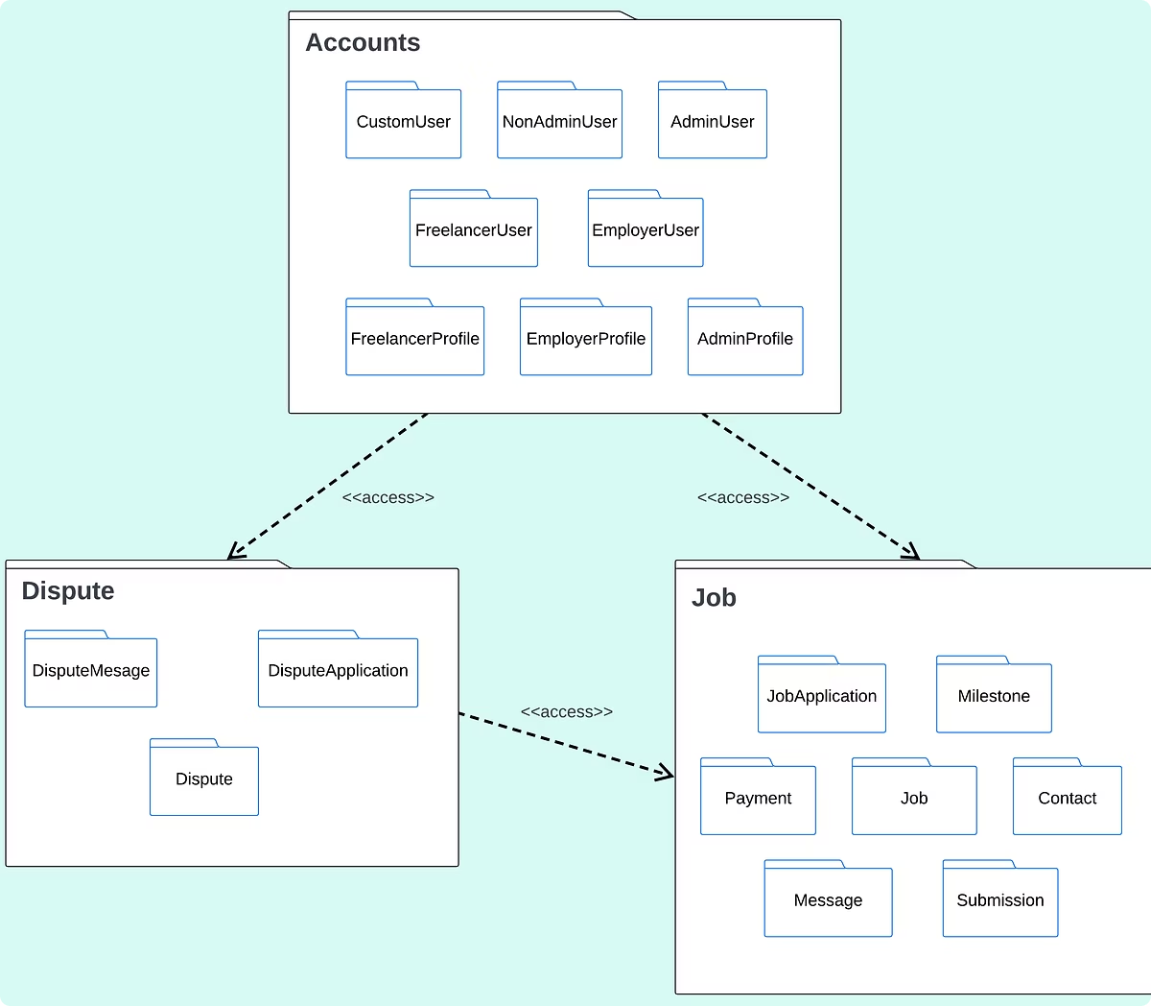 Accounts
CustomUser
NonAdminUser
AdminUser
FreelancerUser
EmployerUser
FreelancerProfile
EmployerProfile
AdminProfile
<<access>>
<<access>>
Dispute
DisputeMesage
DisputeApplication
Dispute
<<access>>
Job
JobApplication
Milestone
Payment
Job
Contact
Message
Submission